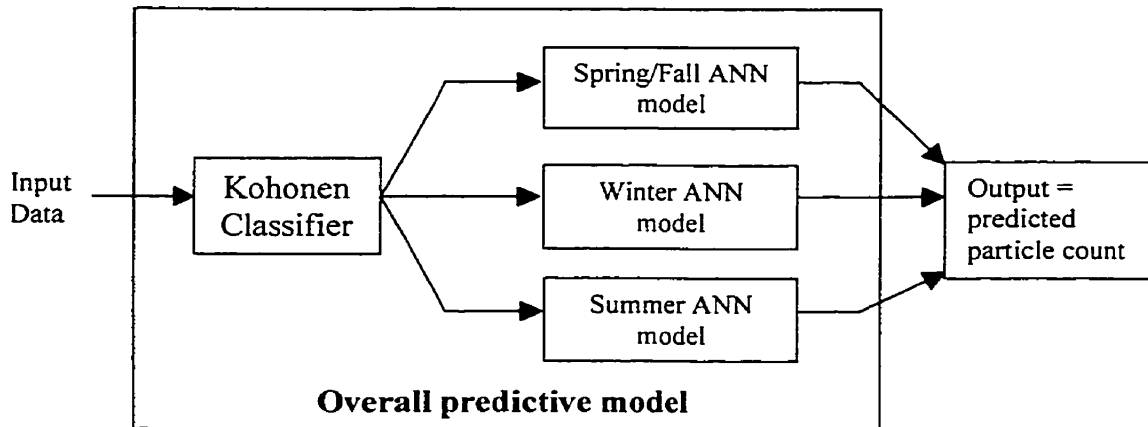 Input
Data
Kohonen
Classifier
Spring/Fall ANN
model
Winter ANN
model
Summer ANN
model
Output =
predicted
particle count
Overall predictive model